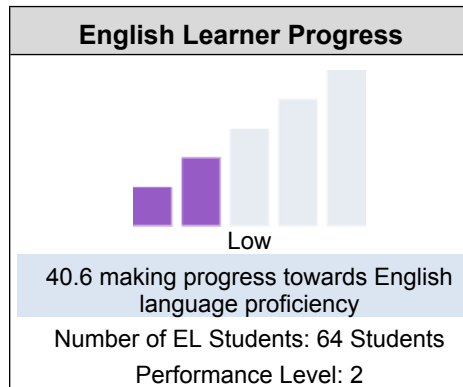 English Learner Progress
Low
40.6 making progress towards English
language proficiency
Number of EL Students: 64 Students
Performance Level: 2